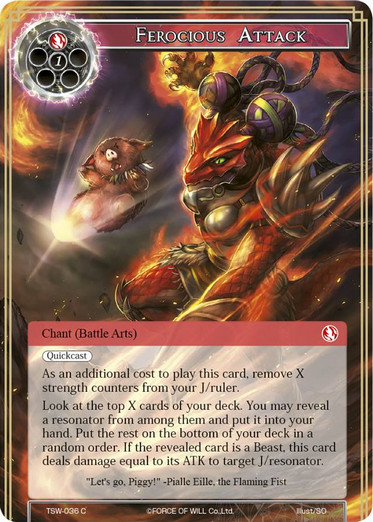 Ferocious Attack
1
Chant (Battle Arts)
Quickcast
As an additional cost to play this card, remove X
strength counters from your J/ruler.
Look at the top X cards of your deck. You may reveal
a resonator from among them and put it into your
hand. Put the rest on the bottom of your deck in a
random order. If the revealed card is a Beast, this card
deals damage equal to its ATK to target J/resonator.
"Let's go, Piggy!" -Pialle Eille, the Flaming Fist
TSW-036 C ©FORCE OF WILL Co.,Ltd. Illust/SO